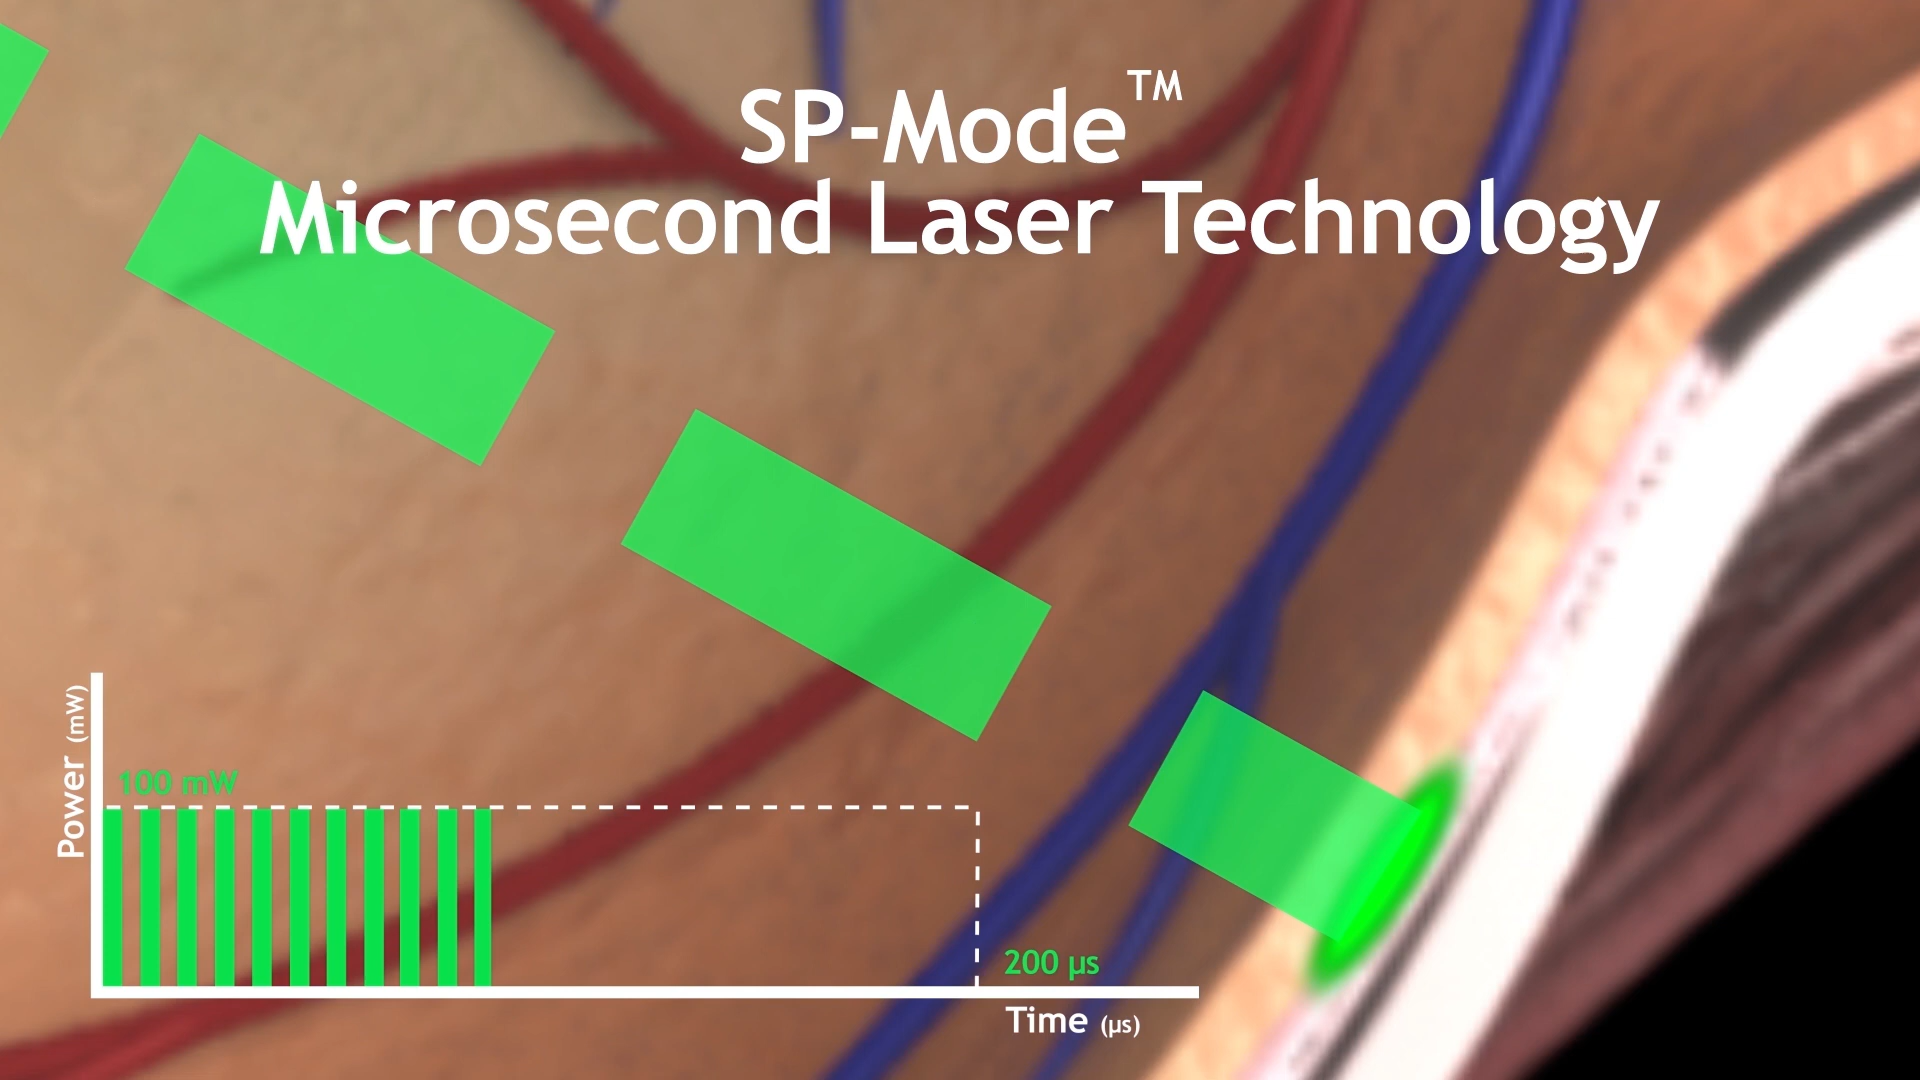 SP-Mode™
Microsecond Laser Technology
Power (mW)
100 mW
200 µs
Time (µs)